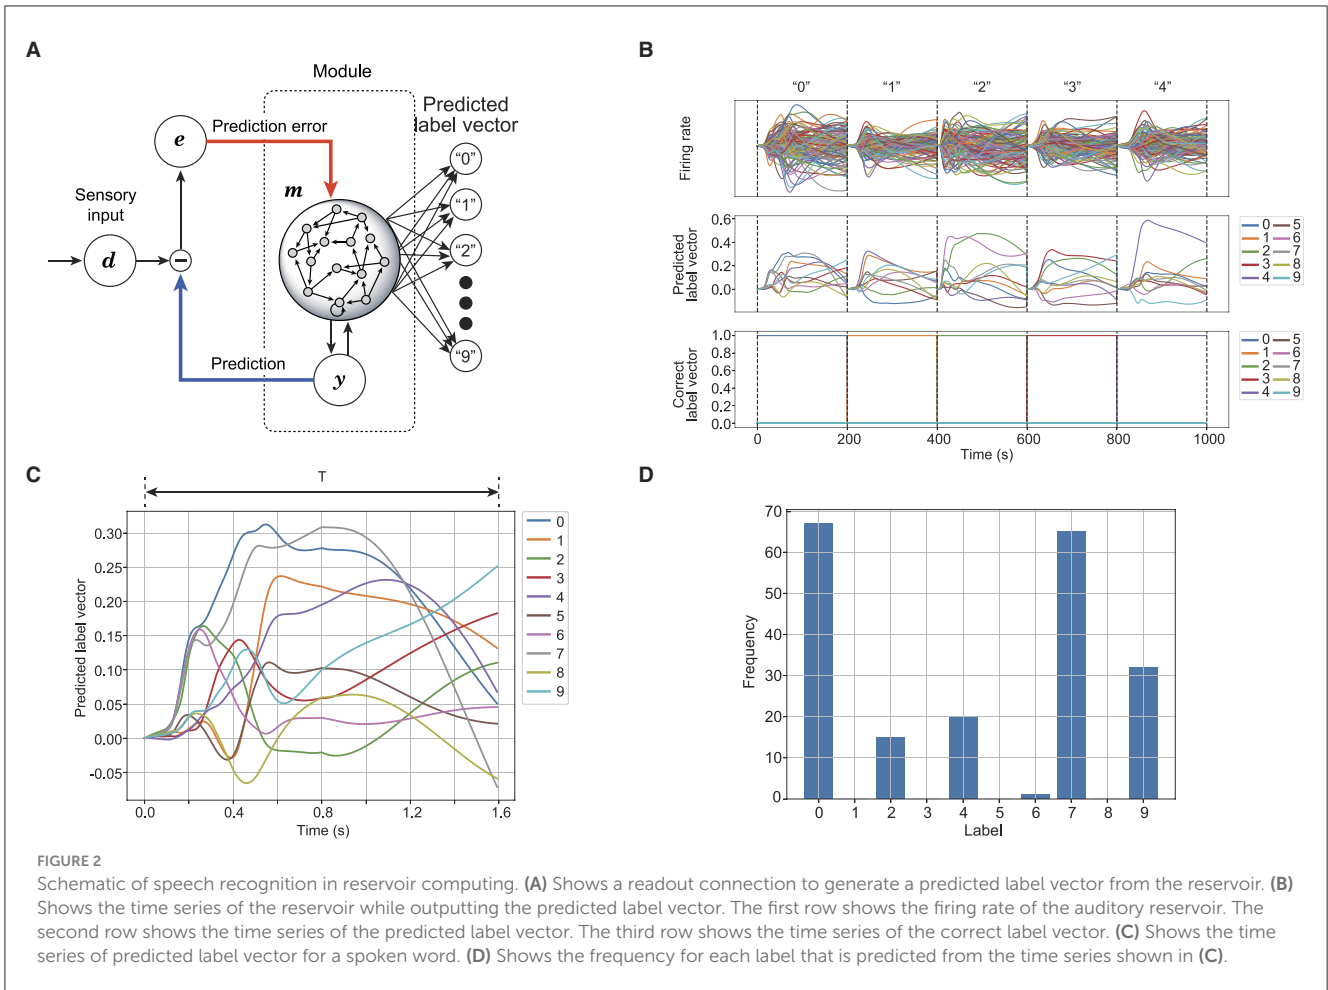 A
Module
Predicted
label vector
Prediction error
e
Sensory
input
m
d
−
Prediction
y
"0"
"1"
"2"
"9"
B
"0" "1" "2" "3" "4"
Firing rate
Predicted
label vector
0.6
0.4
0.2
0.0
0 5
1 6
2 7
3 8
4 9
Correct
label vector
1.0
0.8
0.6
0.4
0.2
0.0
0 5
1 6
2 7
3 8
4 9
0 200 400 600 800 1000
Time (s)
C
T
Predicted label vector
0.30
0.25
0.20
0.15
0.10
0.05
0.00
-0.05
0.0 0.4 0.8 1.2 1.6
Time (s)
0
1
2
3
4
5
6
7
8
9
D
Frequency
70
60
50
40
30
20
10
0
0 1 2 3 4 5 6 7 8 9
Label
FIGURE 2
Schematic of speech recognition in reservoir computing. (A) Shows a readout connection to generate a predicted label vector from the reservoir. (B)
Shows the time series of the reservoir while outputting the predicted label vector. The first row shows the firing rate of the auditory reservoir. The
second row shows the time series of the predicted label vector. The third row shows the time series of the correct label vector. (C) Shows the time
series of predicted label vector for a spoken word. (D) Shows the frequency for each label that is predicted from the time series shown in (C).